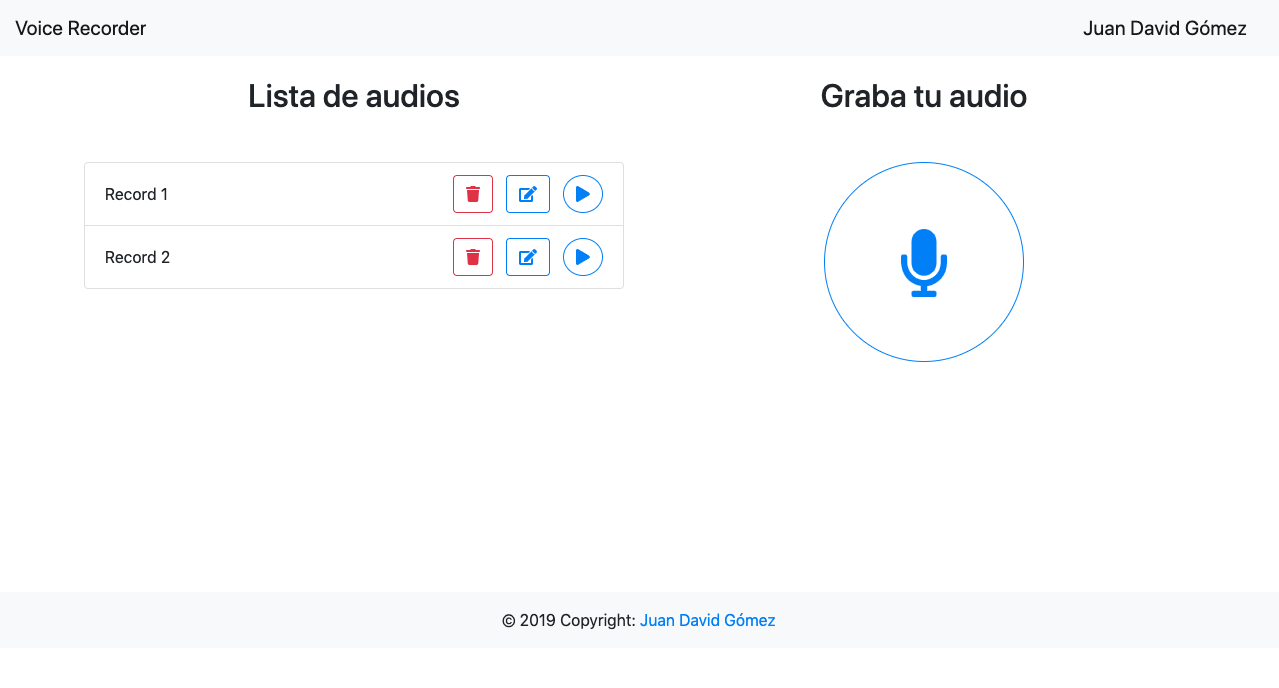 Voice Recorder
Juan David Gómez
Lista de audios
Graba tu audio
Record 1
Record 2
© 2019 Copyright: Juan David Gómez